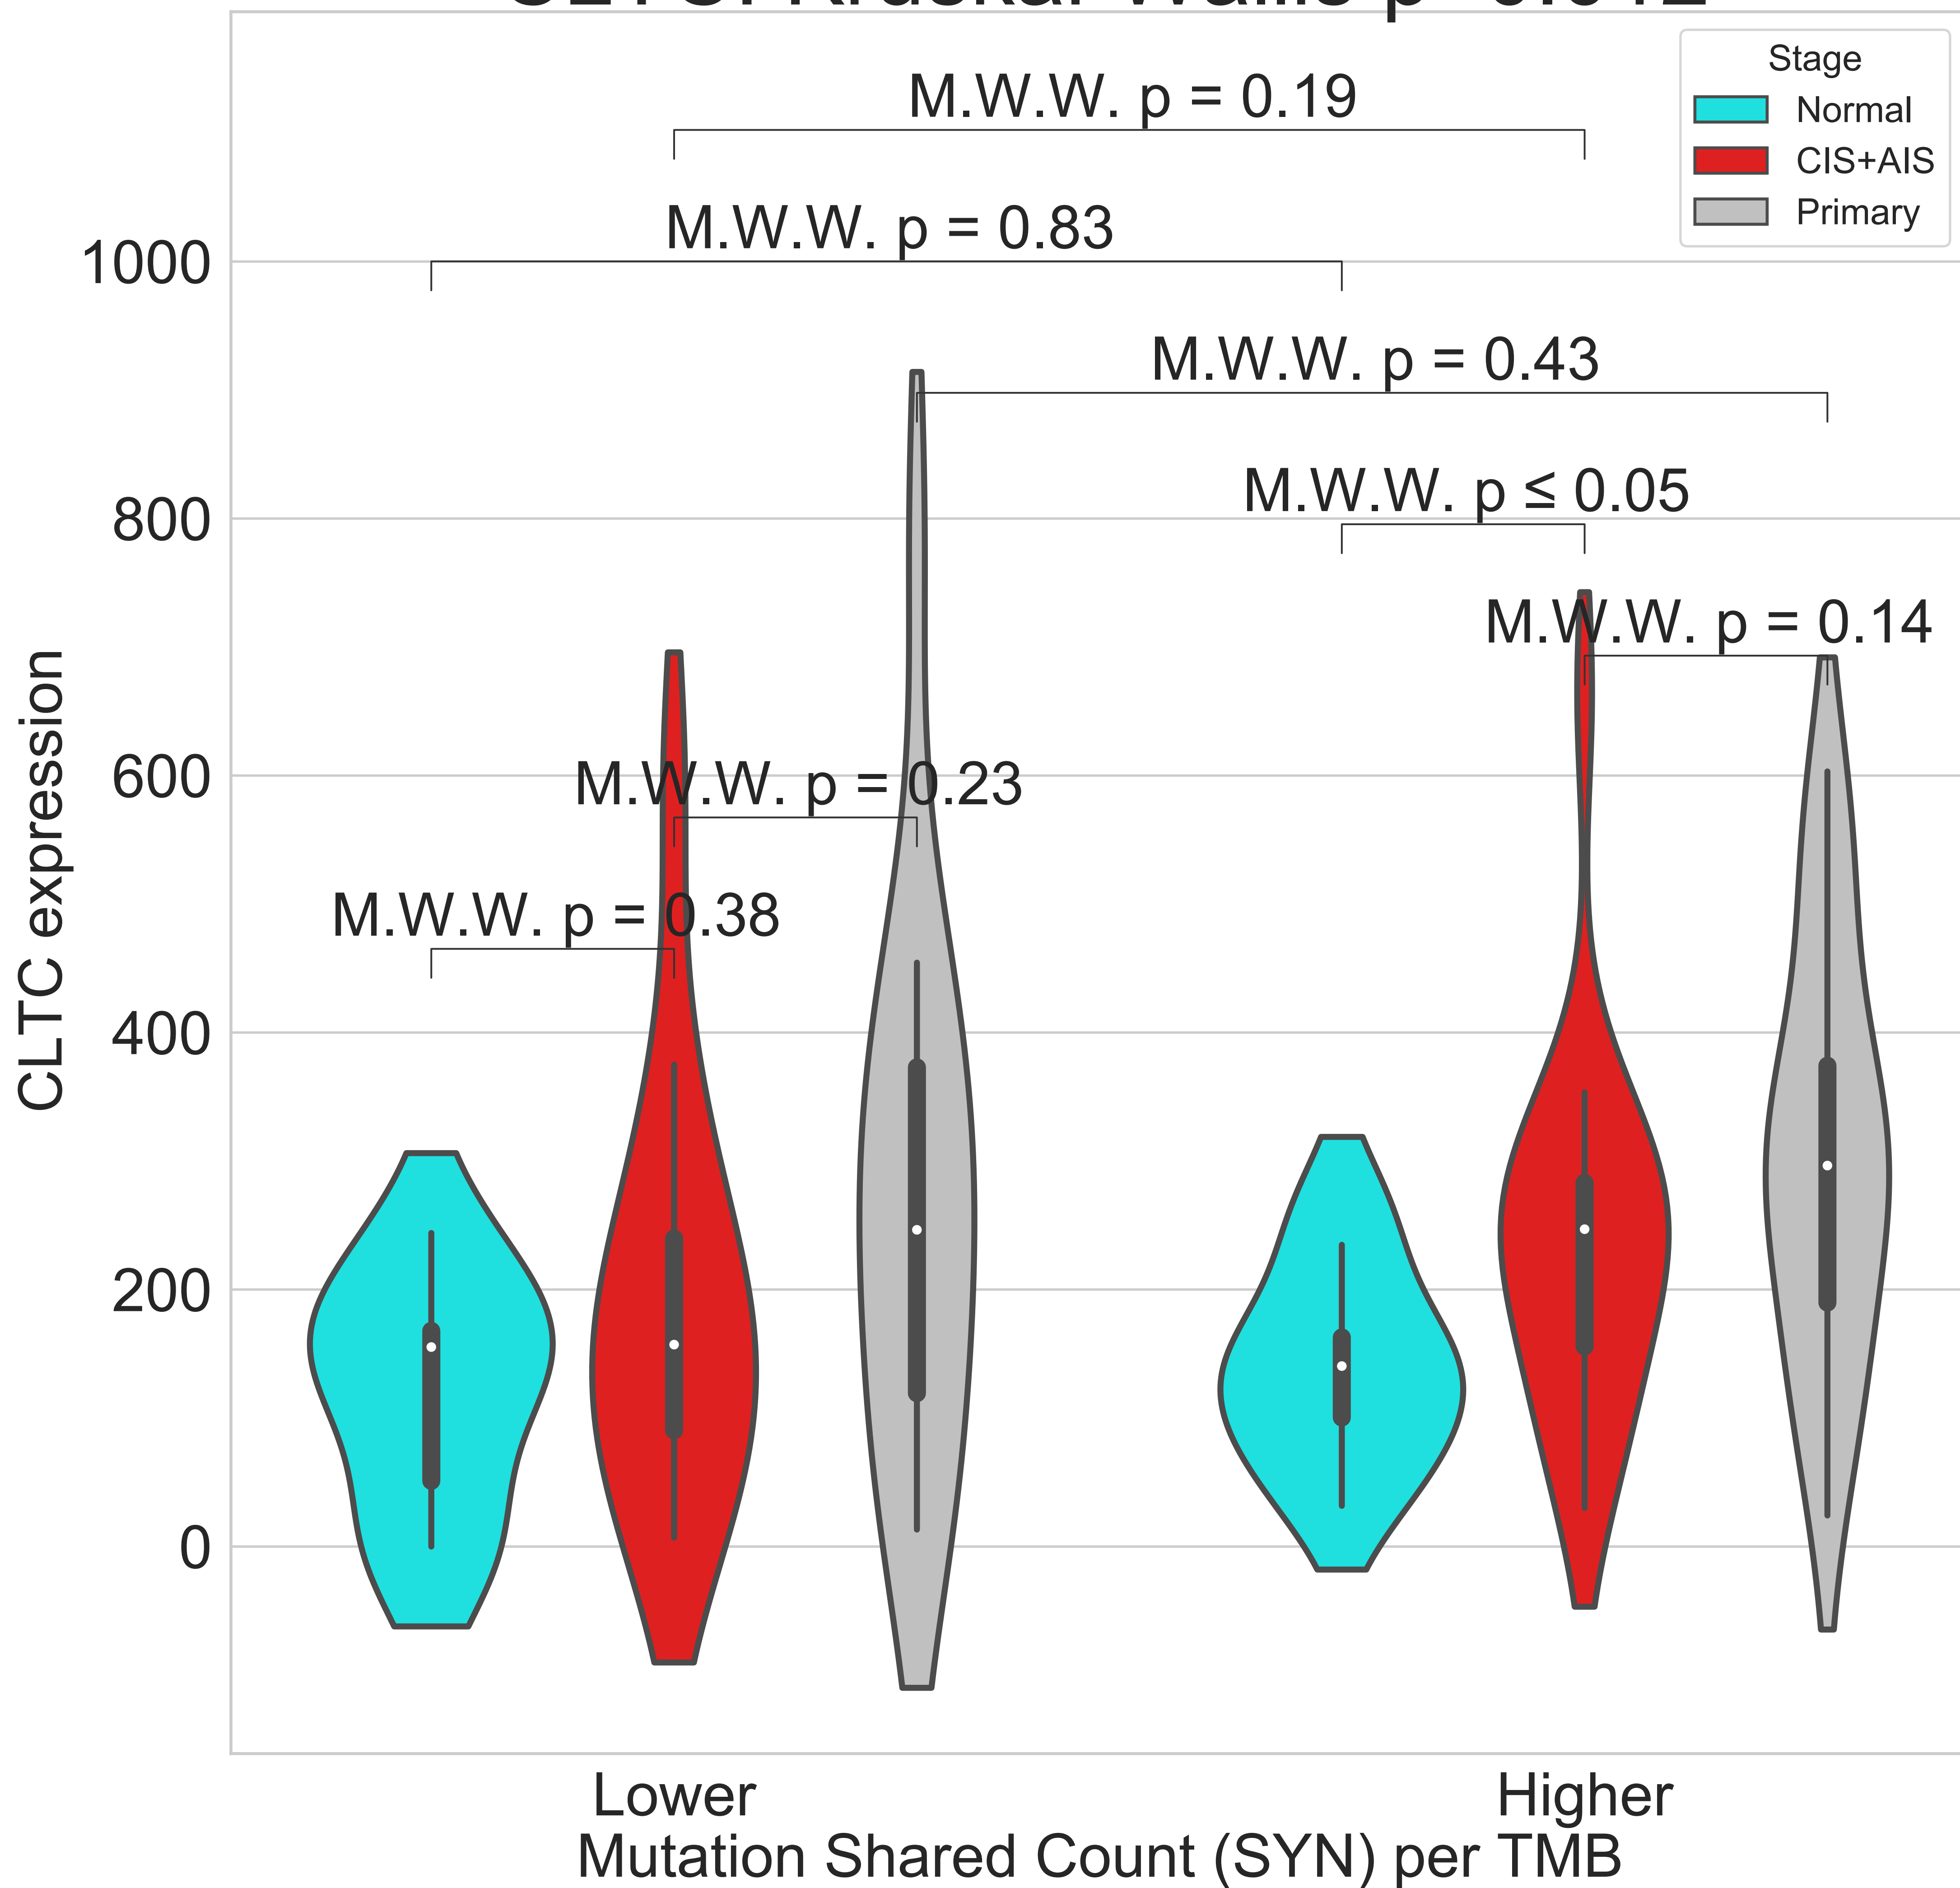 Stage
Normal
CIS+AIS
Primary
M.W.W. p = 0.19
M.W.W. p = 0.83
M.W.W. p = 0.43
M.W.W. p ≤ 0.05
M.W.W. p = 0.14
M.W.W. p = 0.23
M.W.W. p = 0.38
1000
800
600
400
200
0
CLTC expression
Lower
Higher
Mutation Shared Count (SYN) per TMB